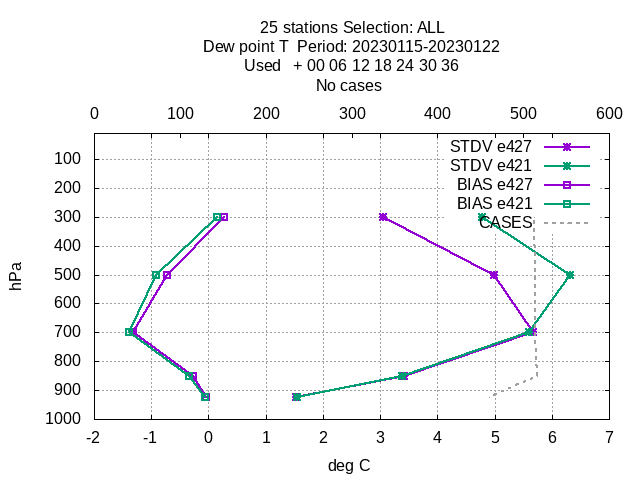 25 stations Selection: ALL
Dew point T  Period: 20230115-20230122
Used   + 00 06 12 18 24 30 36
No cases
0 100 200 300 400 500 600
STDV e427
STDV e421
BIAS e427
BIAS e421
CASES
100
200
300
400
500
600
700
800
900
1000
hPa
-2 -1 0 1 2 3 4 5 6 7
deg C